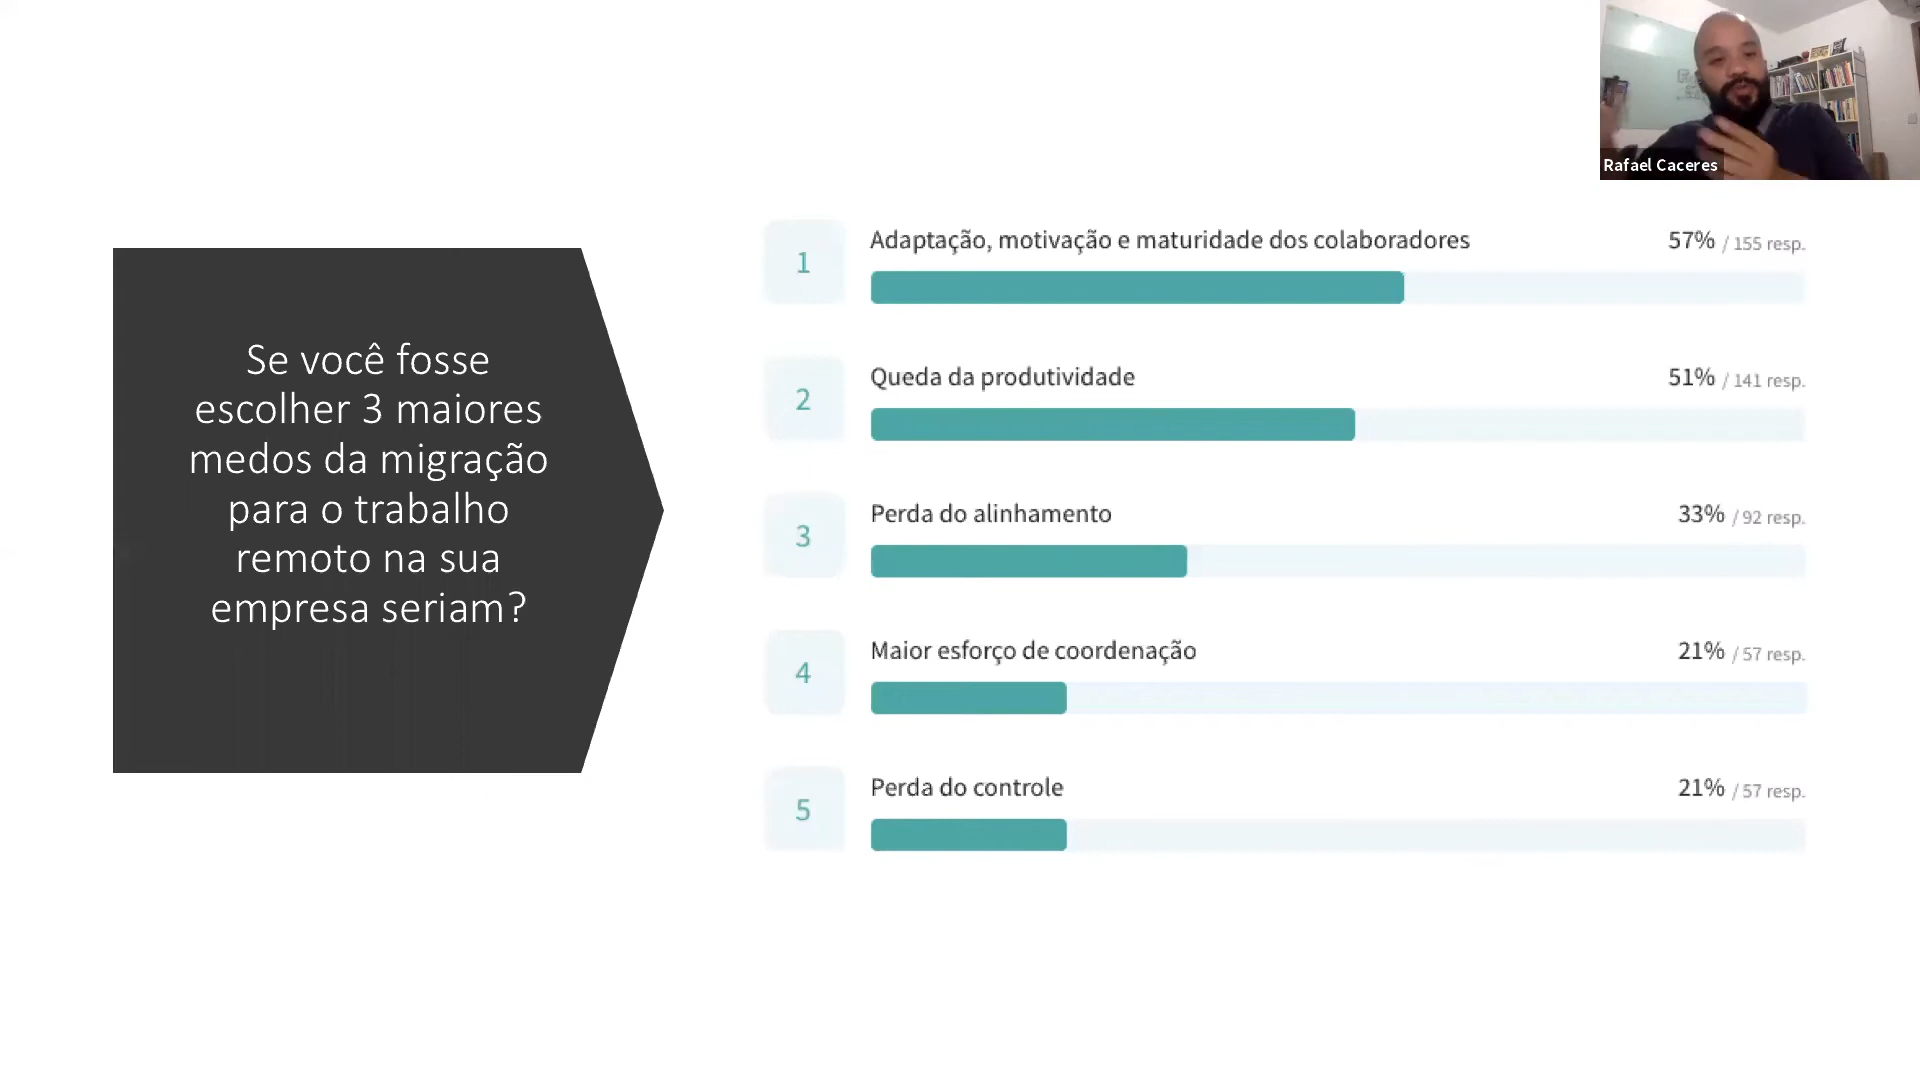 Rafael Caceres
Se você fosse
escolher 3 maiores
medos da migração
para o trabalho
remoto na sua
empresa seriam?
1
Adaptação, motivação e maturidade dos colaboradores
57% / 155 resp.
2
Queda da produtividade
51% / 141 resp.
3
Perda do alinhamento
33% / 92 resp.
4
Maior esforço de coordenação
21% / 57 resp.
5
Perda do controle
21% / 57 resp.